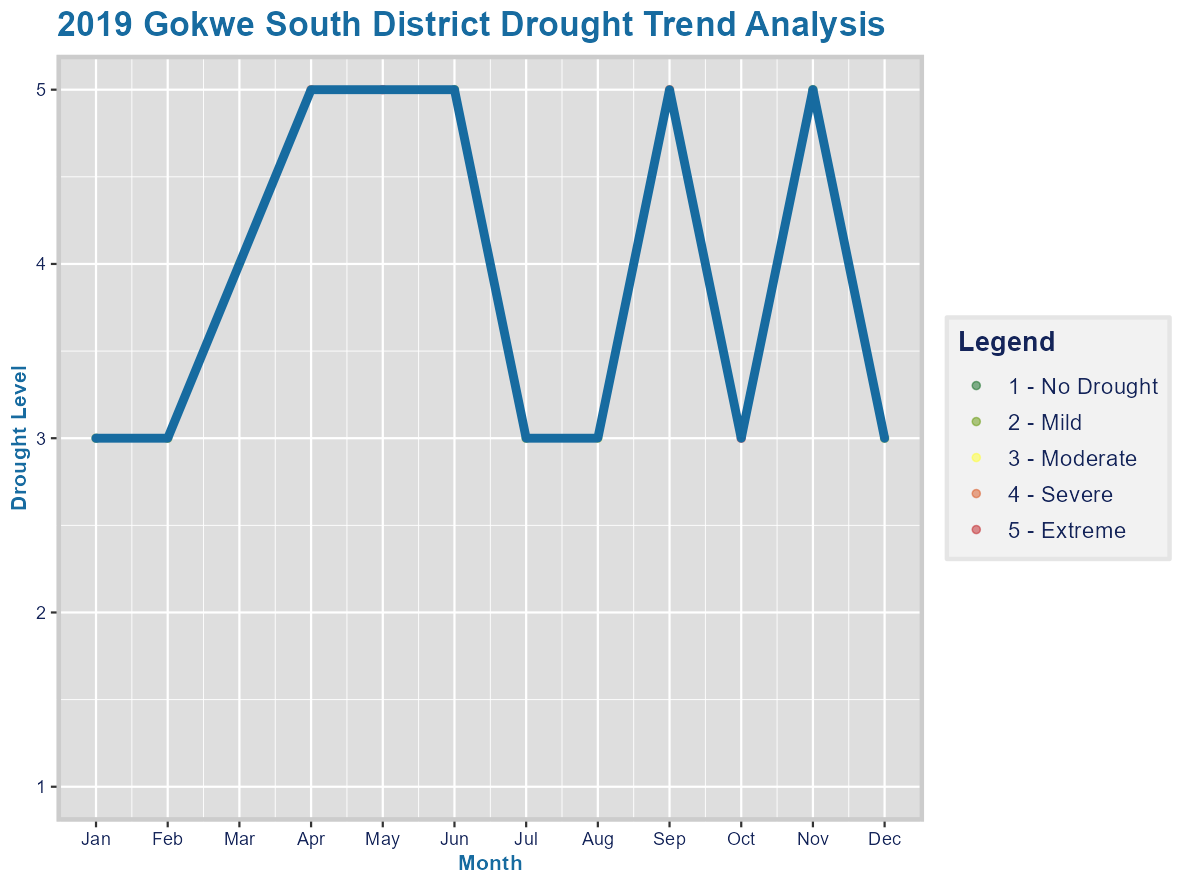 2019 Gokwe South District Drought Trend Analysis
Drought Level
5
4
3
2
1
Jan Feb Mar Apr May Jun Jul Aug Sep Oct Nov Dec
Month
Legend
1 - No Drought
2 - Mild
3 - Moderate
4 - Severe
5 - Extreme